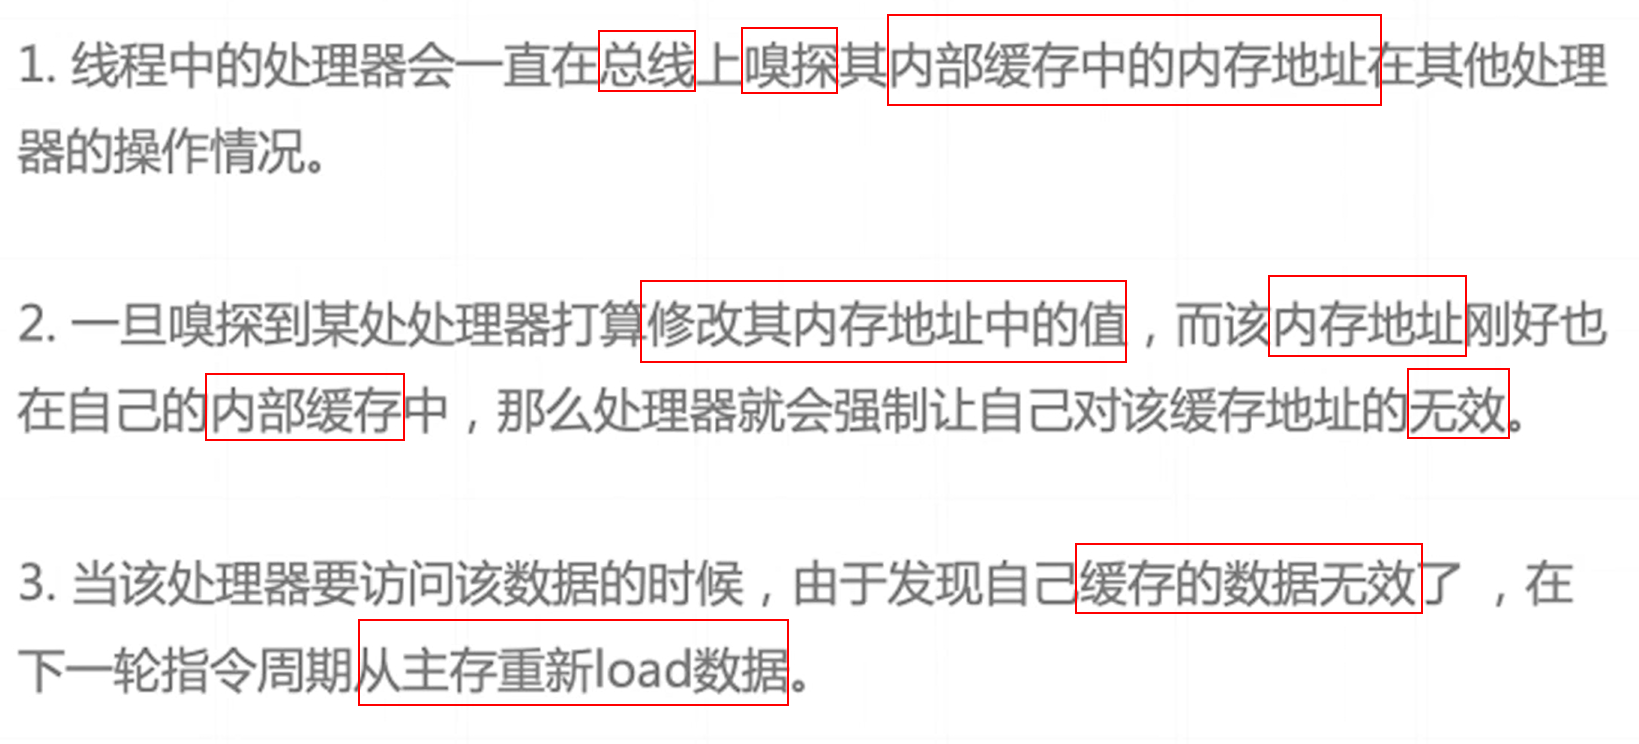 1. 线程中的处理器会一直在总线上嗅探其内部缓存中的内存地址在其他处理
器的操作情况。
2. 一旦嗅探到某处处理器打算修改其内存地址中的值，而该内存地址刚好也
在自己的内部缓存中，那么处理器就会强制让自己对该缓存地址的无效。
3. 当该处理器要访问该数据的时候，由于发现自己缓存的数据无效了 ，在
下一轮指令周期从主存重新load数据。